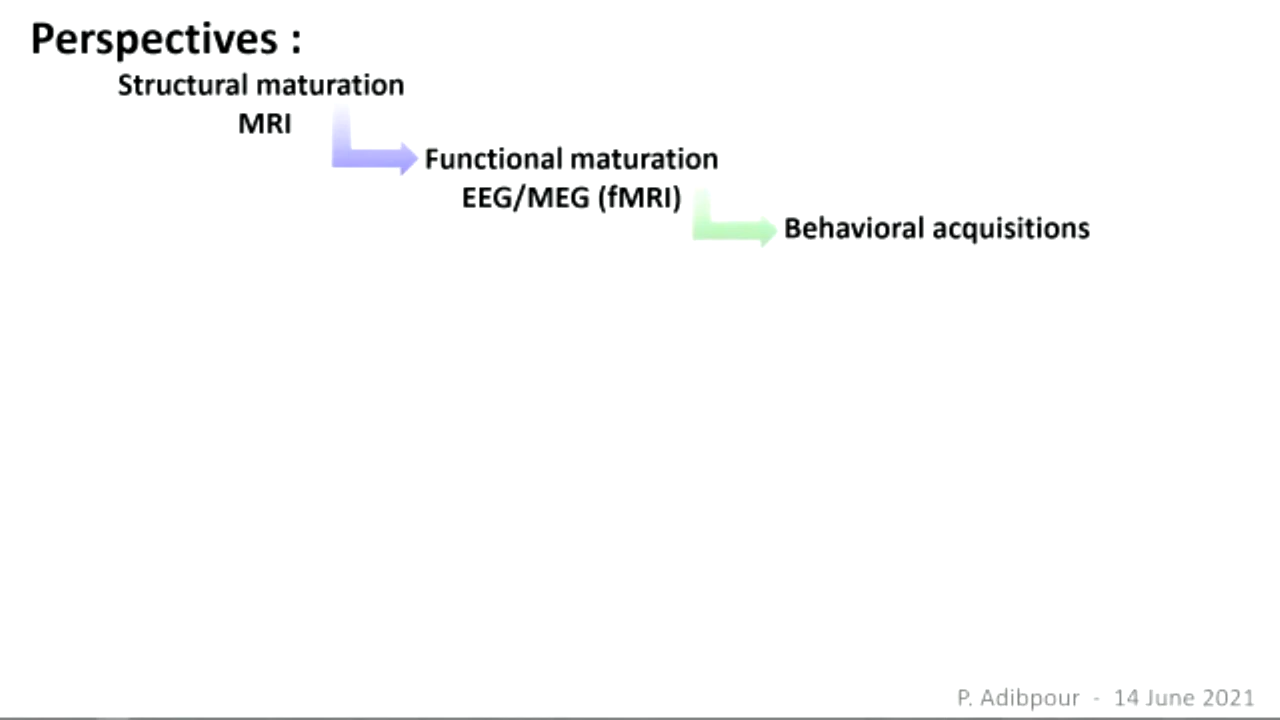 Perspectives :
Structural maturation
MRI
Functional maturation
EEG/MEG (fMRI)
Behavioral acquisitions
P. Adibpour - 14 June 2021